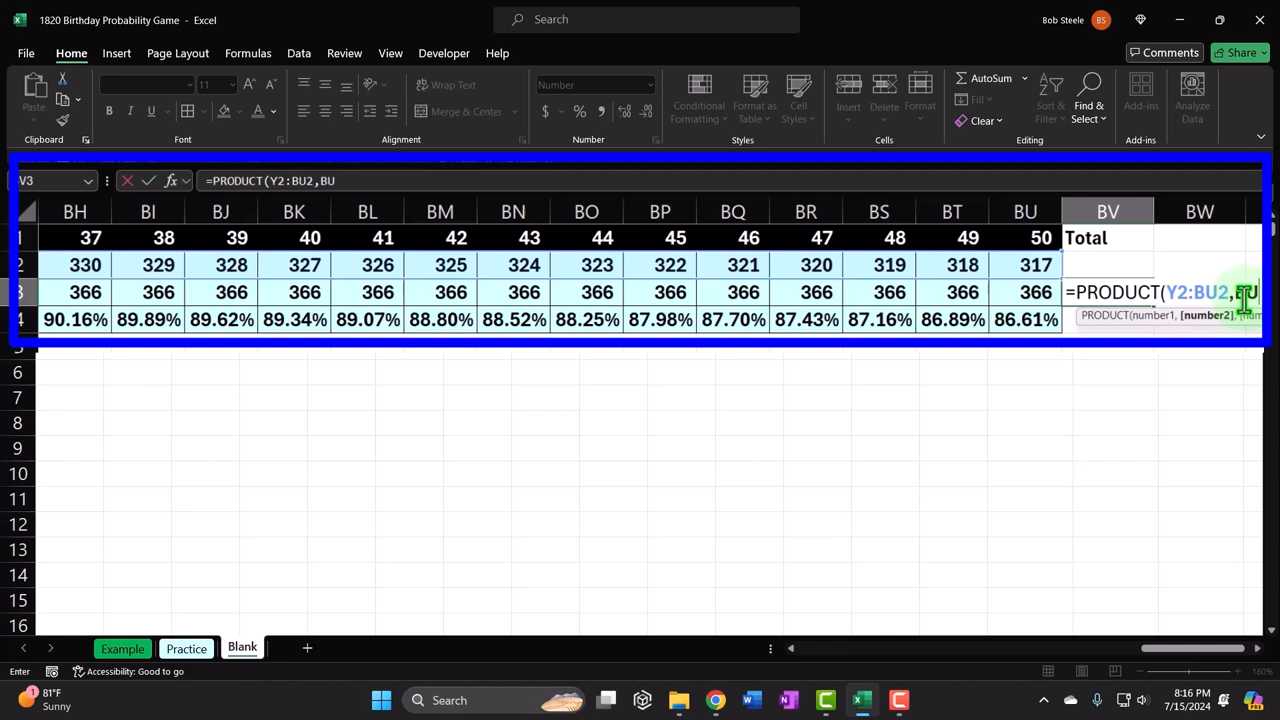 1820 Birthday Probability Game - Excel
Search
Bob Steele BS
File Home Insert Page Layout Formulas Data Review View Developer Help
Comments Share
Paste
Clipboard
11
B I U
Font
Wrap Text
Merge & Center
Alignment
Number
$ % ,
Number
Conditional Formatting
Format as Table
Cell Styles
Styles
Insert
Delete
Format
Cells
AutoSum
Fill
Clear
Sort & Filter
Find & Select
Editing
Add-ins
Add-ins
Analyze Data
fx =PRODUCT(Y2:BU2,BU
BH BI BJ BK BL BM BN BO BP BQ BR BS BT BU BV BW
37 38 39 40 41 42 43 44 45 46 47 48 49 50 Total
330 329 328 327 326 325 324 323 322 321 320 319 318 317
366 366 366 366 366 366 366 366 366 366 366 366 366 366 =PRODUCT(Y2:BU2,BU
4 90.16% 89.89% 89.62% 89.34% 89.07% 88.80% 88.52% 88.25% 87.98% 87.70% 87.43% 87.16% 86.89% 86.61% PRODUCT(number1, [number2],
6
7
8
9
10
11
12
13
14
15
16
Example Practice Blank
Enter Accessibility: Good to go 160%
1
81°F
Sunny
Search
8:16 PM
7/15/2024